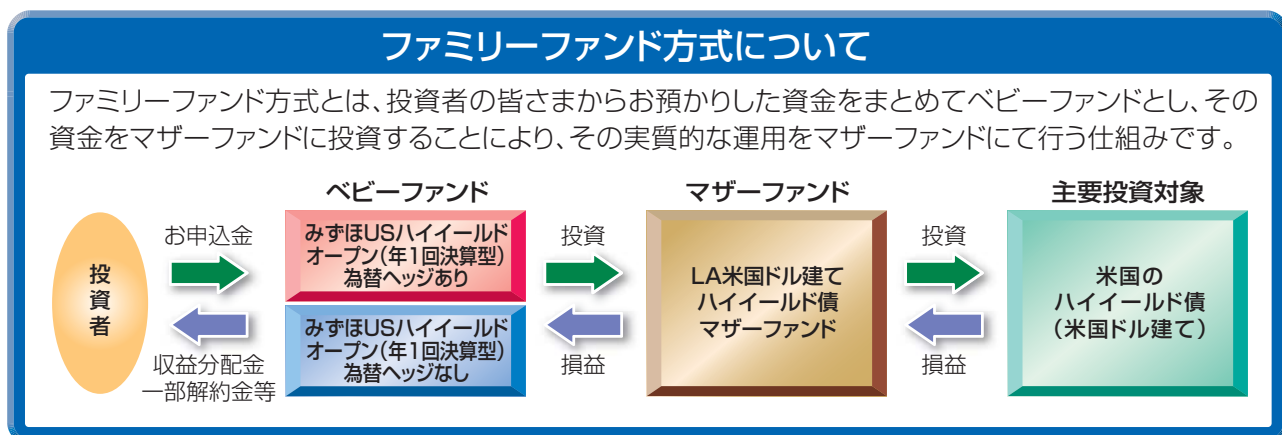 ファミリーファンド方式について
ファミリーファンド方式とは、投資者の皆さまからお預かりした資金をまとめてベビーファンドとし、その
資金をマザーファンドに投資することにより、その実質的な運用をマザーファンドにて行う仕組みです。
ベビーファンド
マザーファンド
主要投資対象
投資者
お申込金
収益分配金
一部解約金等
みずほUSハイイールド
オープン(年1回決算型)
為替ヘッジあり
みずほUSハイイールド
オープン(年1回決算型)
為替ヘッジなし
投資
損益
LA米国ドル建て
ハイイールド債
マザーファンド
投資
損益
米国の
ハイイールド債
(米国ドル建て)